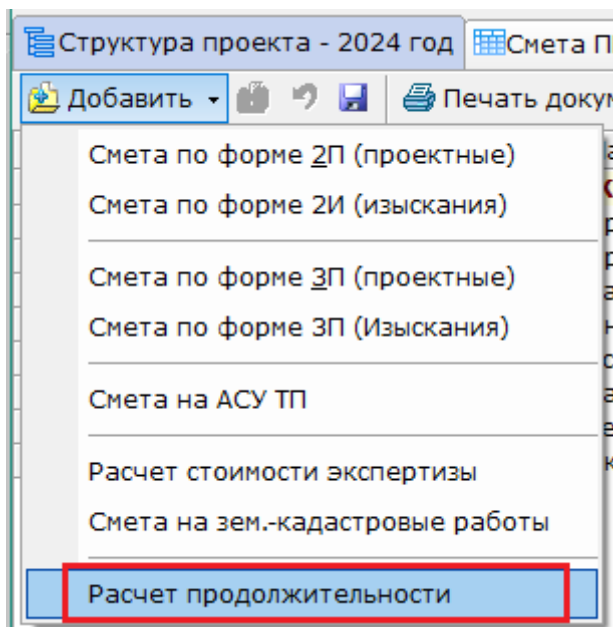 Структура проекта - 2024 год Смета П
Добавить Печать доку
Смета по форме 2П (проектные)
Смета по форме 2И (изыскания)
Смета по форме 3П (проектные)
Смета по форме 3П (Изыскания)
Смета на АСУ ТП
Расчет стоимости экспертизы
Смета на зем.-кадастровые работы
Расчет продолжительности